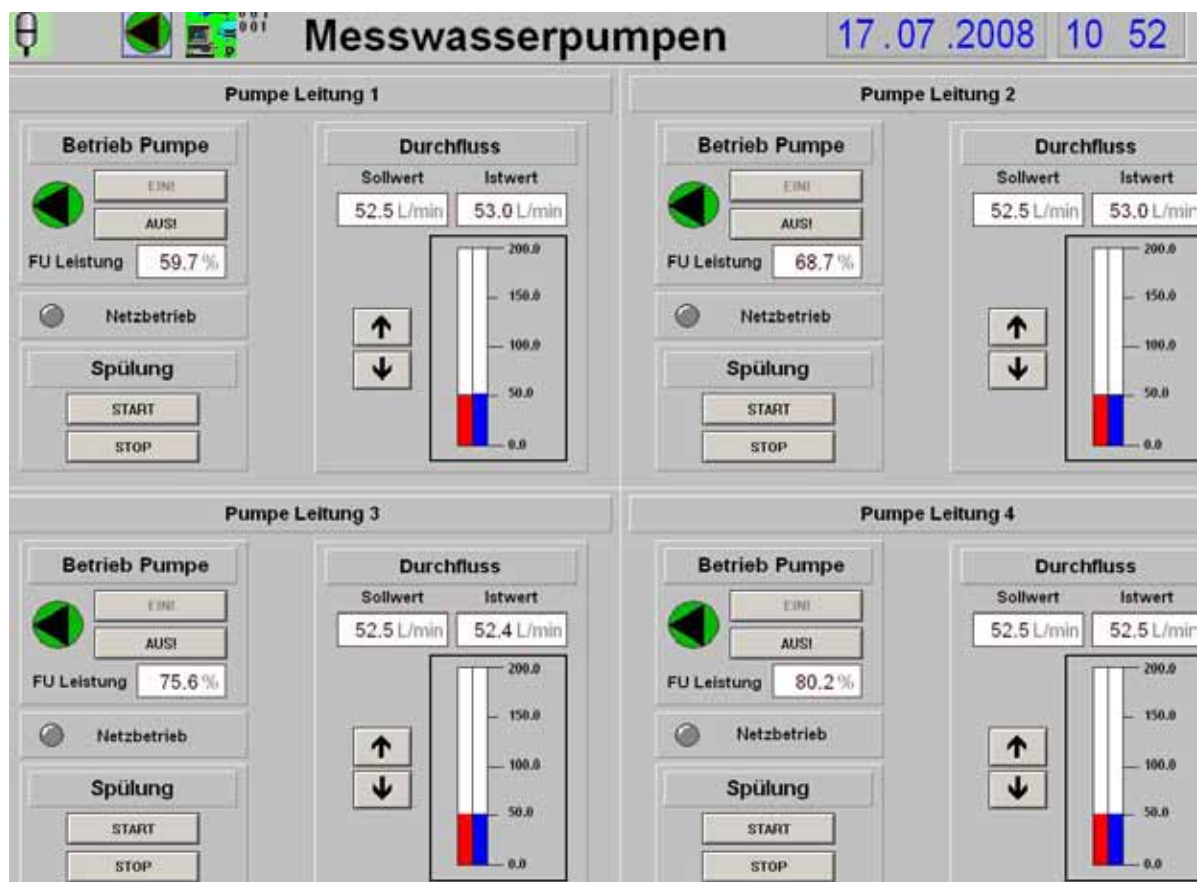 001
001
D
Messwasserpumpen
17.07.2008 10 52
Pumpe Leitung 1
Betrieb Pumpe
EIN!
AUS!
FU Leistung 59.7 %
Netzbetrieb
Spülung
START
STOP
Durchfluss
Sollwert Istwert
52.5 L/min 53.0 L/min
200.0
150.0
100.0
50.0
0.0
Pumpe Leitung 2
Betrieb Pumpe
EIN!
AUS!
FU Leistung 68.7 %
Netzbetrieb
Spülung
START
STOP
Durchfluss
Sollwert Istwert
52.5 L/min 53.0 L/min
200.0
150.0
100.0
50.0
0.0
Pumpe Leitung 3
Betrieb Pumpe
EIN!
AUS!
FU Leistung 75.6 %
Netzbetrieb
Spülung
START
STOP
Durchfluss
Sollwert Istwert
52.5 L/min 52.4 L/min
200.0
150.0
100.0
50.0
0.0
Pumpe Leitung 4
Betrieb Pumpe
EIN!
AUS!
FU Leistung 80.2 %
Netzbetrieb
Spülung
START
STOP
Durchfluss
Sollwert Istwert
52.5 L/min 52.5 L/min
200.0
150.0
100.0
50.0
0.0